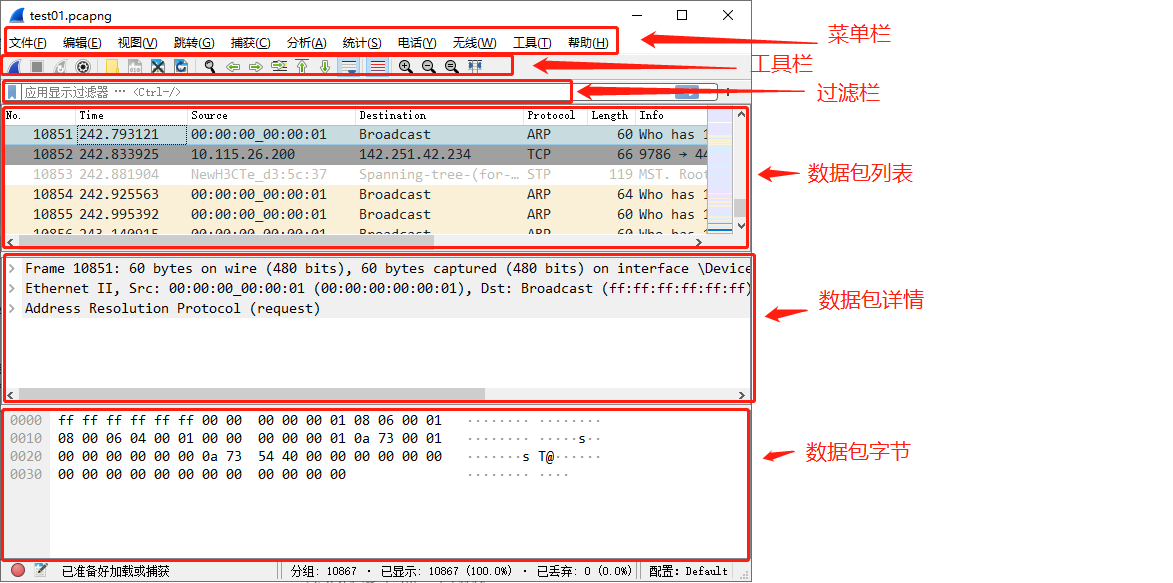 test01.pcapng
文件(F) 编辑(E) 视图(V) 跳转(G) 捕获(C) 分析(A) 统计(S) 电话(Y) 无线(W) 工具(T) 帮助(H)
菜单栏
工具栏
应用显示过滤器 … <Ctrl-/>
过滤栏
No. Time Source Destination Protocol Length Info
10851 242.793121 00:00:00_00:00:01 Broadcast ARP 60 Who has 1
10852 242.833925 10.115.26.200 142.251.42.234 TCP 66 9786 → 44
10853 242.881904 NewH3CTe_d3:5c:37 Spanning-tree-(for-… STP 119 MST. Root
10854 242.925563 00:00:00_00:00:01 Broadcast ARP 64 Who has 1
10855 242.995392 00:00:00_00:00:01 Broadcast ARP 60 Who has 1
10856 243.140915 00:00:00_00:00:01 Broadcast ARP 60 Who has 1
数据包列表
Frame 10851: 60 bytes on wire (480 bits), 60 bytes captured (480 bits) on interface \Device
Ethernet II, Src: 00:00:00_00:00:01 (00:00:00:00:00:01), Dst: Broadcast (ff:ff:ff:ff:ff:ff)
Address Resolution Protocol (request)
数据包详情
0000 ff ff ff ff ff ff 00 00 00 00 00 01 08 06 00 01 ········ ········
0010 08 00 06 04 00 01 00 00 00 00 00 01 0a 73 00 01 ········ ·····s··
0020 00 00 00 00 00 00 0a 73 54 40 00 00 00 00 00 00 ·······s T@······
0030 00 00 00 00 00 00 00 00 00 00 00 00 ········ ····
数据包字节
已准备好加载或捕获 分组: 10867 · 已显示: 10867 (100.0%) · 已丢弃: 0 (0.0%) 配置: Default